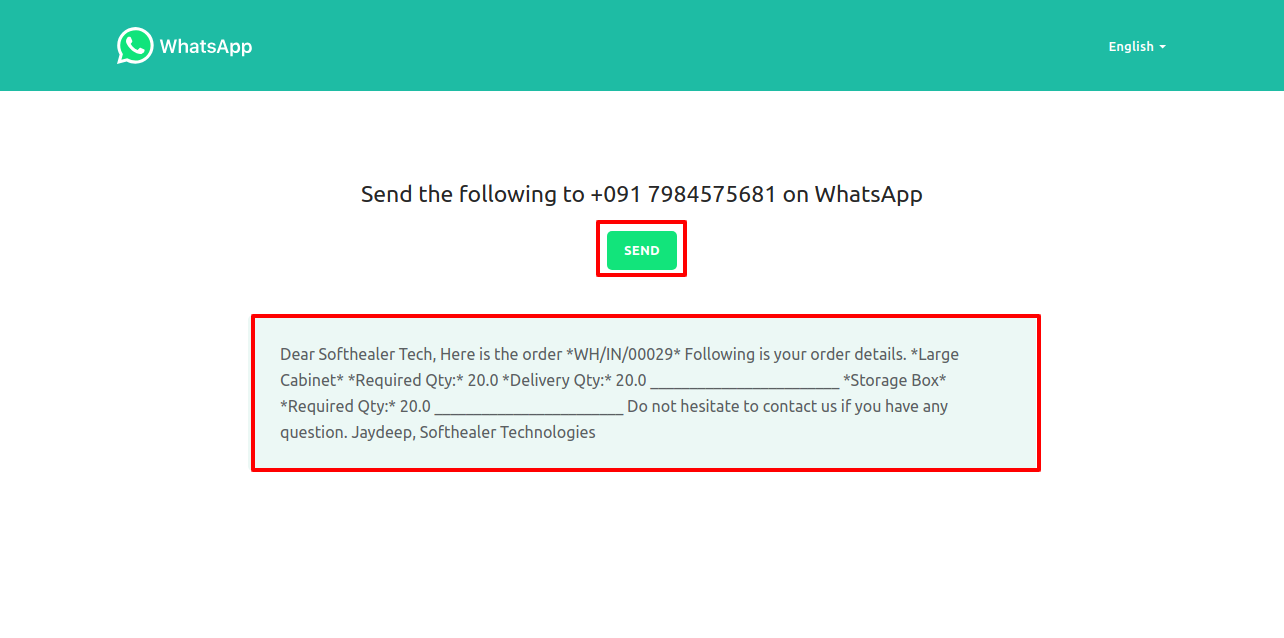 WhatsApp
English
Send the following to +091 7984575681 on WhatsApp
SEND
Dear Softhealer Tech, Here is the order *WH/IN/00029* Following is your order details. *Large
Cabinet* *Required Qty:* 20.0 *Delivery Qty:* 20.0 ________________________ *Storage Box*
*Required Qty:* 20.0 ________________________ Do not hesitate to contact us if you have any
question. Jaydeep, Softhealer Technologies